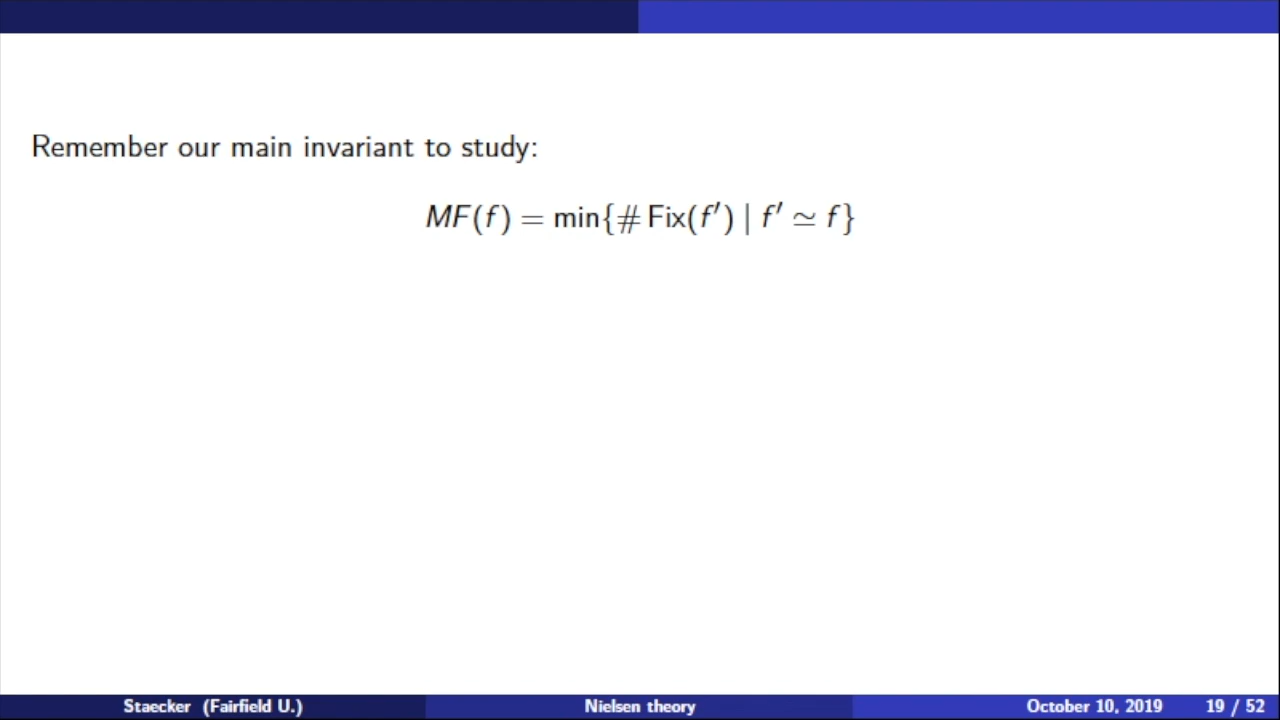 Remember our main invariant to study:
MF(f) = min{# Fix(f′) | f′ ≃ f}
Staecker (Fairfield U.)
Nielsen theory
October 10, 2019
19 / 52